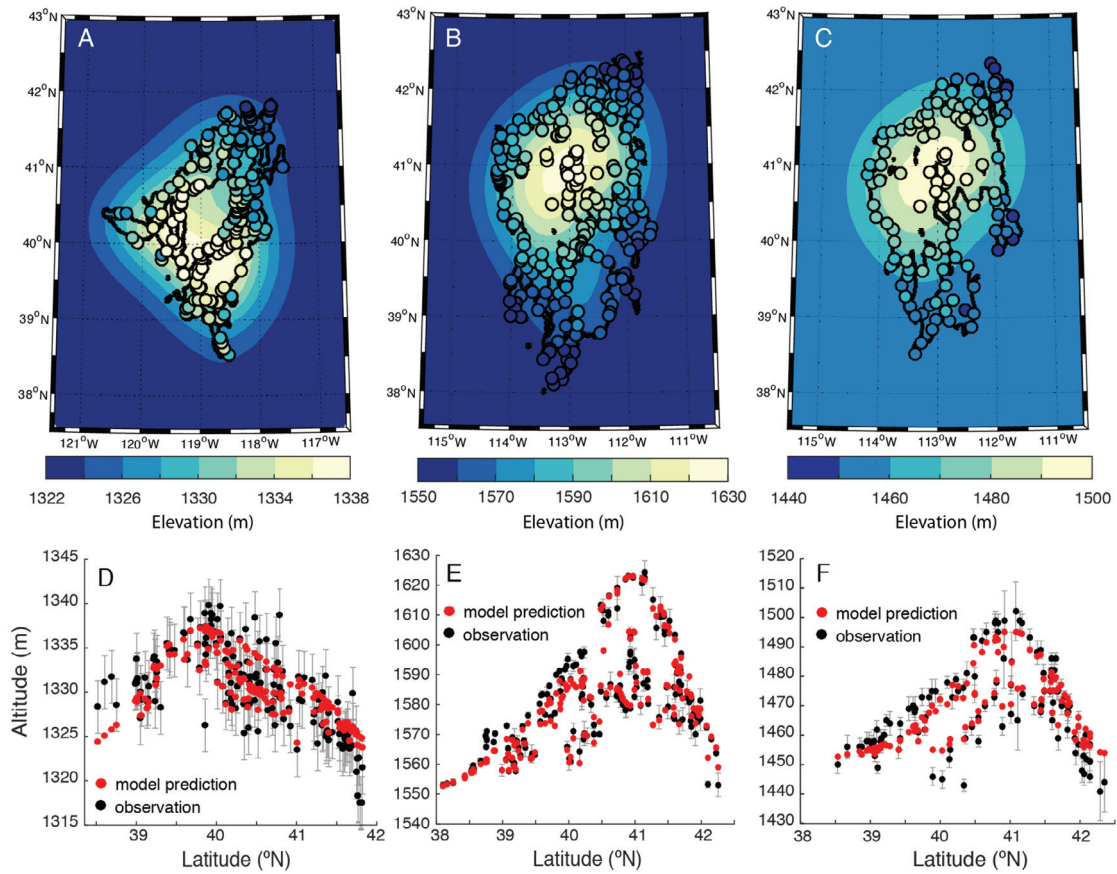 43°N
A
42°N
41°N
40°N
39°N
38°N
121°W 120°W 119°W 118°W 117°W
1322 1326 1330 1334 1338
Elevation (m)
43°N
B
42°N
41°N
40°N
39°N
38°N
115°W 114°W 113°W 112°W 111°W
1550 1570 1590 1610 1630
Elevation (m)
43°N
C
42°N
41°N
40°N
39°N
38°N
115°W 114°W 113°W 112°W 111°W
1440 1460 1480 1500
Elevation (m)
D
1345
1340
1335
1330
1325
1320
1315
Altitude (m)
model prediction
observation
39 40 41 42
Latitude (°N)
E
1630
1620
1610
1600
1590
1580
1570
1560
1550
1540
model prediction
observation
38 39 40 41 42
Latitude (°N)
F
1520
1510
1500
1490
1480
1470
1460
1450
1440
1430
model prediction
observation
38 39 40 41 42
Latitude (°N)